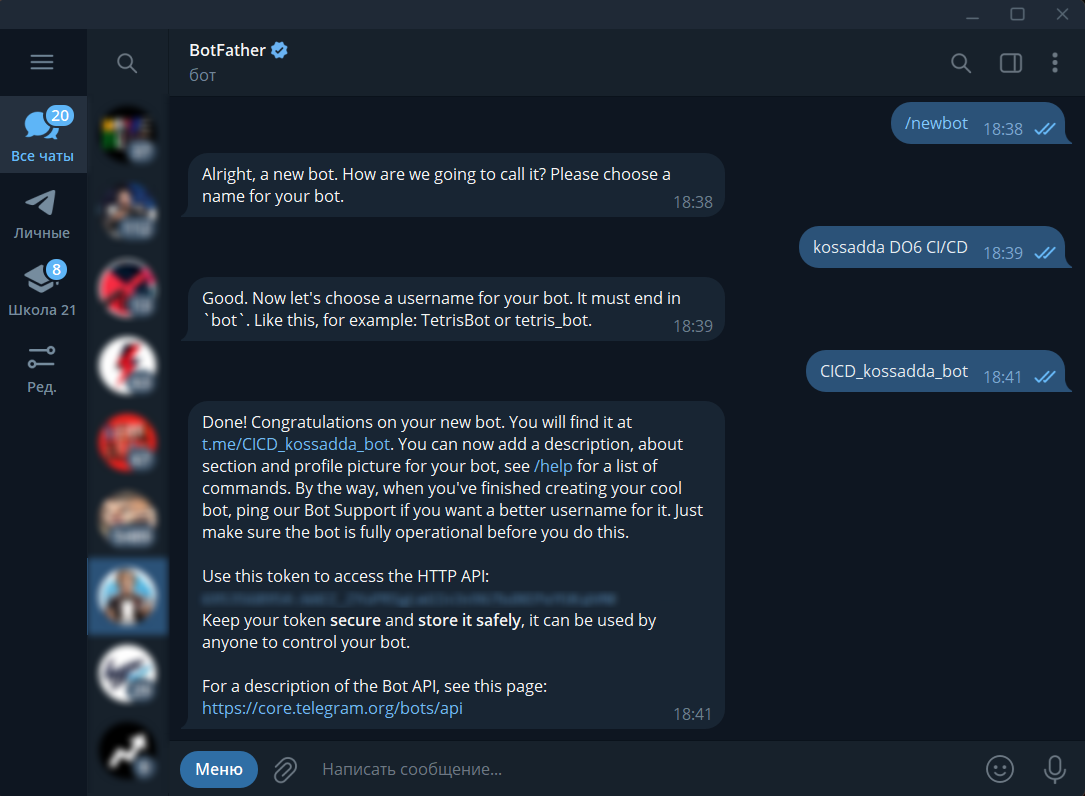 BotFather
бот
20
Все чаты
Личные
8
Школа 21
Ред.
/newbot 18:38
Alright, a new bot. How are we going to call it? Please choose a
name for your bot. 18:38
kossadda DO6 CI/CD 18:39
Good. Now let's choose a username for your bot. It must end in
`bot`. Like this, for example: TetrisBot or tetris_bot. 18:39
CICD_kossadda_bot 18:41
Done! Congratulations on your new bot. You will find it at
t.me/CICD_kossadda_bot. You can now add a description, about
section and profile picture for your bot, see /help for a list of
commands. By the way, when you've finished creating your cool
bot, ping our Bot Support if you want a better username for it. Just
make sure the bot is fully operational before you do this.
Use this token to access the HTTP API:
Keep your token secure and store it safely, it can be used by
anyone to control your bot.
For a description of the Bot API, see this page:
https://core.telegram.org/bots/api 18:41
Меню
Написать сообщение...